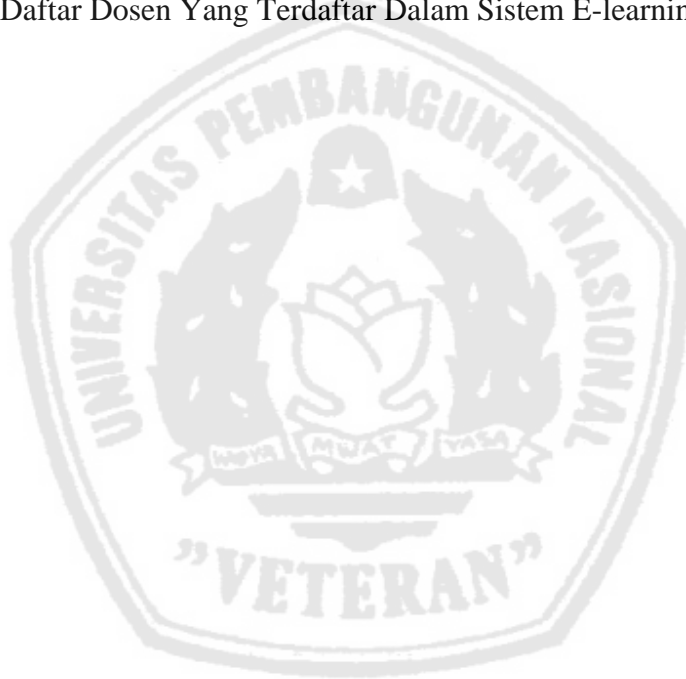 Daftar Dosen Yang Terdaftar Dalam Sistem E-learnin
UNIVERSITAS PEMBANGUNAN NASIONAL
WIDYA MWAT YASA
"VETERAN"